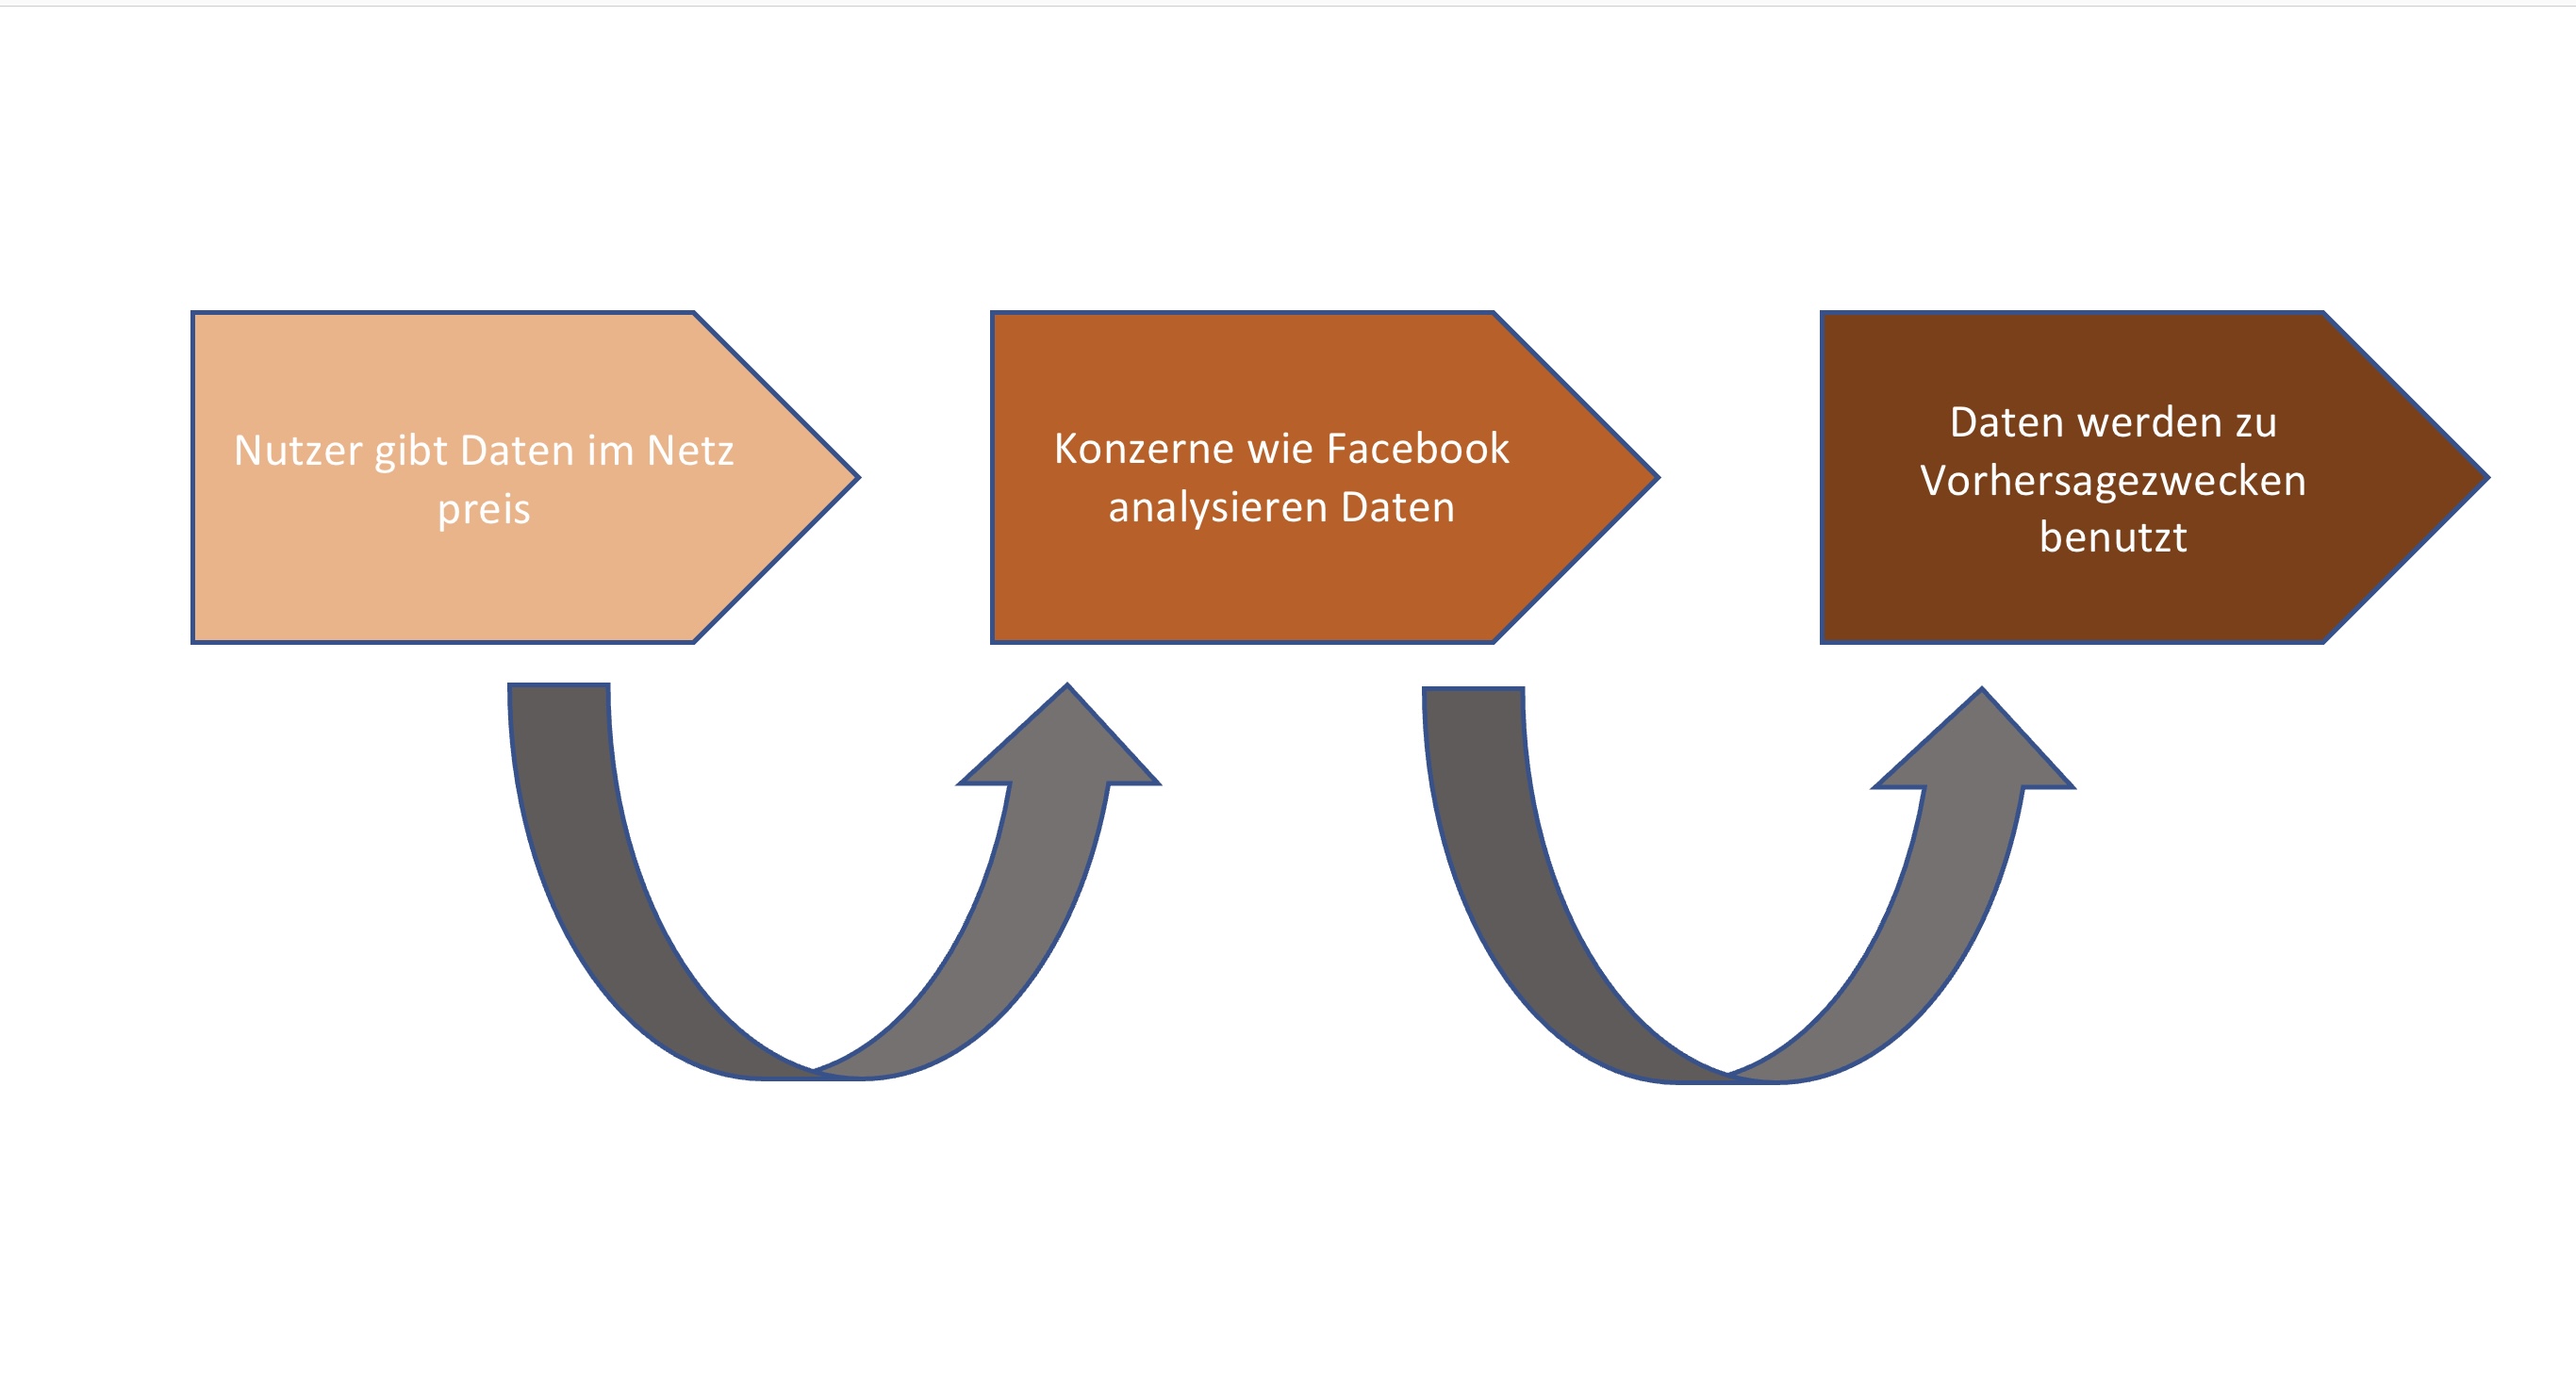 Nutzer gibt Daten im Netz
preis
Konzerne wie Facebook
analysieren Daten
Daten werden zu
Vorhersagezwecken
benutzt